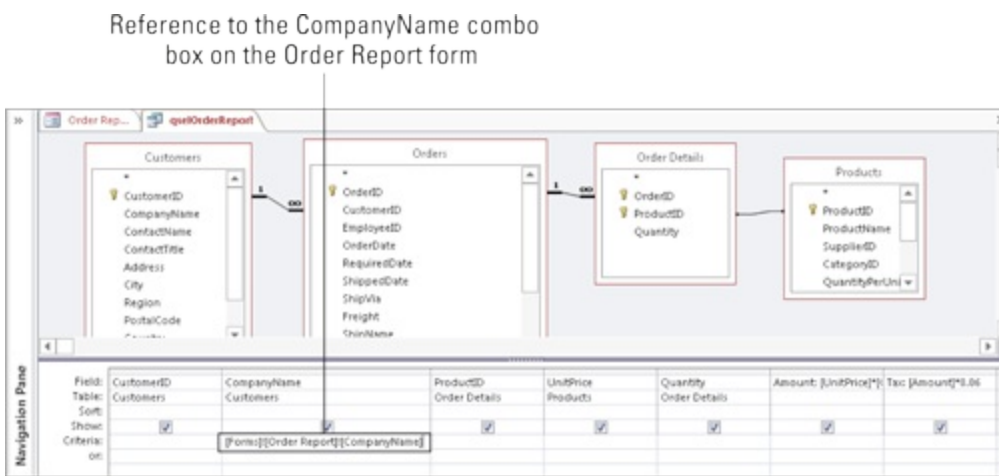 Reference to the CompanyName combo
box on the Order Report form
»
Order Rep...
qselOrderReport
Customers
*
CustomerID
CompanyName
ContactName
ContactTitle
Address
City
Region
PostalCode
Country
1
∞
Orders
*
OrderID
CustomerID
EmployeeID
OrderDate
RequiredDate
ShippedDate
ShipVia
Freight
ShipName
1
∞
Order Details
*
OrderID
ProductID
Quantity
Products
*
ProductID
ProductName
SupplierID
CategoryID
QuantityPerUni
Navigation Pane
Field: CustomerID CompanyName ProductID UnitPrice Quantity Amount: [UnitPrice]*[ Tax: [Amount]*0.06
Table: Customers Customers Order Details Products Order Details
Sort:
Show:
Criteria: [Forms]![Order Report]![CompanyName]
or: